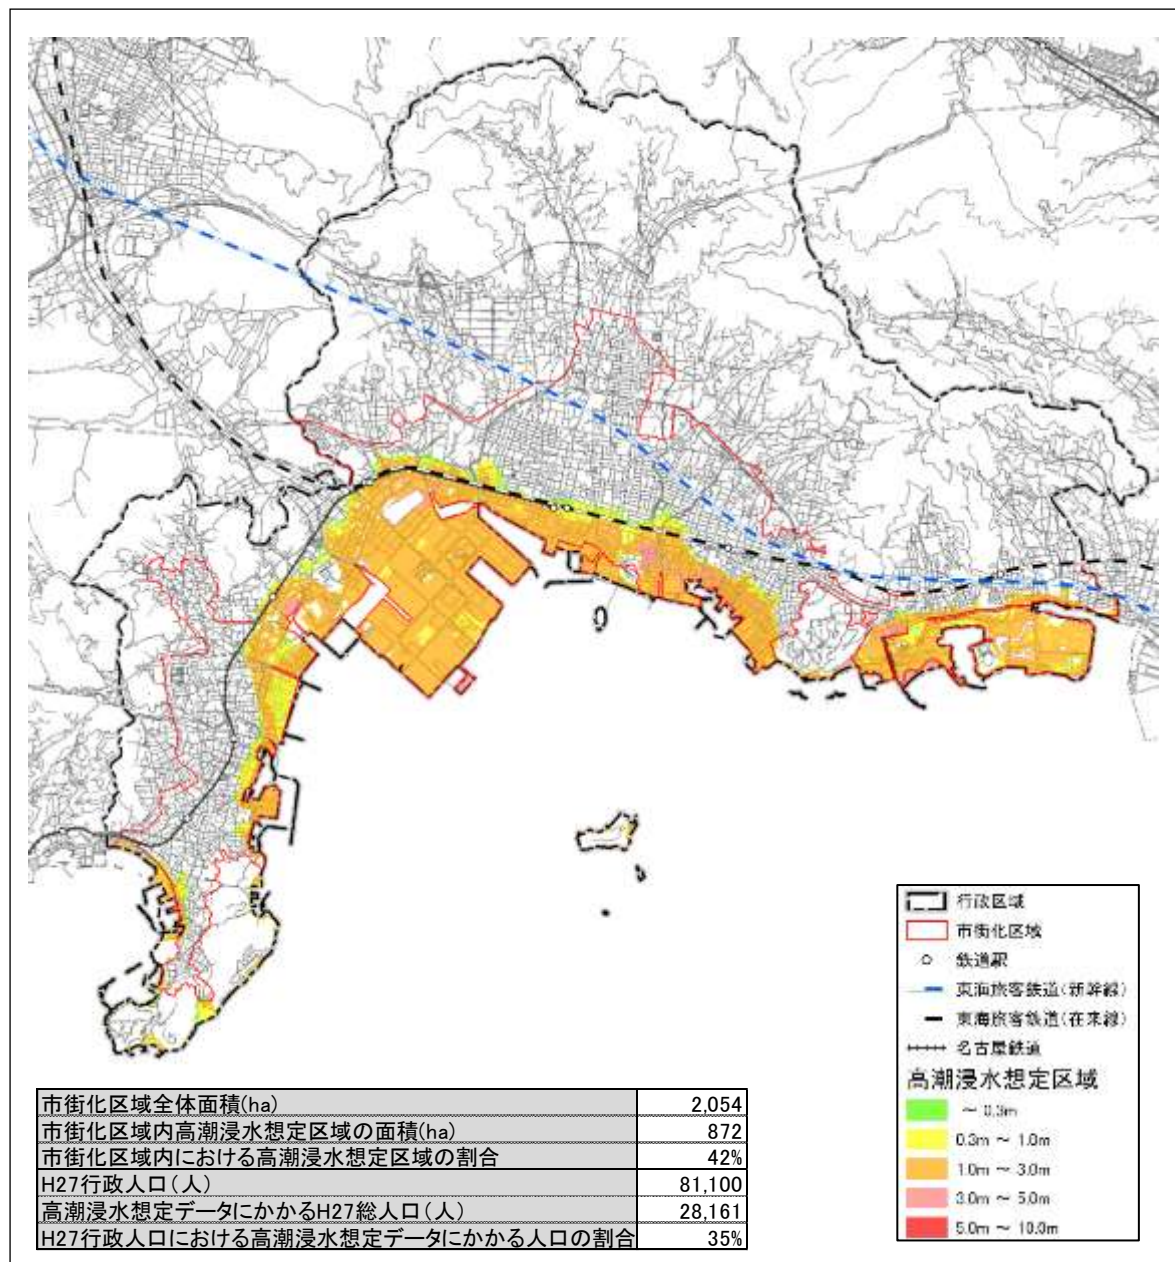 行政区域
市街化区域
鉄道駅
東海旅客鉄道(新幹線)
東海旅客鉄道(在来線)
名古屋鉄道
高潮浸水想定区域
～ 0.3m
0.3m ～ 1.0m
1.0m ～ 3.0m
3.0m ～ 5.0m
5.0m ～ 10.0m
市街化区域全体面積(ha) 2,054
市街化区域内高潮浸水想定区域の面積(ha) 872
市街化区域内における高潮浸水想定区域の割合 42%
H27行政人口(人) 81,100
高潮浸水想定データにかかるH27総人口(人) 28,161
H27行政人口における高潮浸水想定データにかかる人口の割合 35%